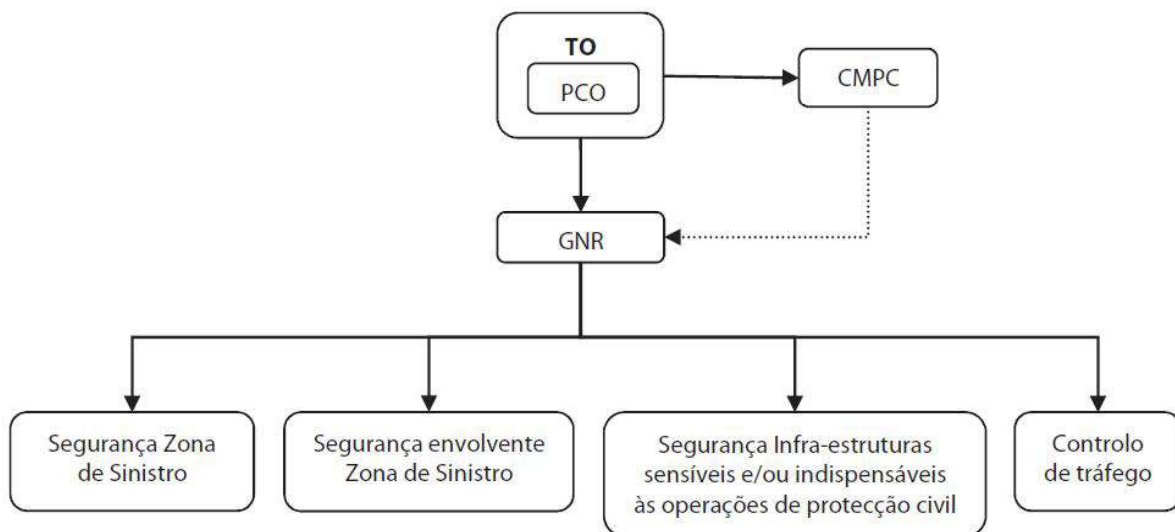 TO
PCO
CMPC
GNR
Segurança Zona
de Sinistro
Segurança envolvente
Zona de Sinistro
Segurança Infra-estruturas
sensíveis e/ou indispensáveis
às operações de protecção civil
Controlo
de tráfego